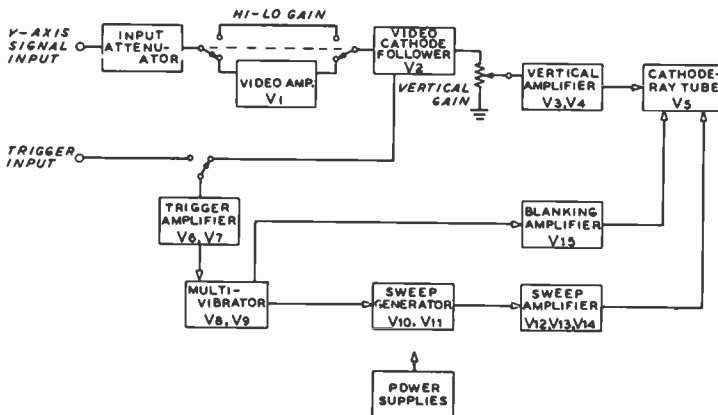 Y-AXIS
SIGNAL
INPUT
INPUT
ATTENU-
ATOR
HI-LO GAIN
VIDEO AMP.
V1
VIDEO
CATHODE
FOLLOWER
V2
VERTICAL
GAIN
VERTICAL
AMPLIFIER
V3, V4
CATHODE-
RAY TUBE
V5
TRIGGER
INPUT
TRIGGER
AMPLIFIER
V6, V7
BLANKING
AMPLIFIER
V15
MULTI-
VIBRATOR
V8, V9
SWEEP
GENERATOR
V10, V11
SWEEP
AMPLIFIER
V12, V13, V14
POWER
SUPPLIES